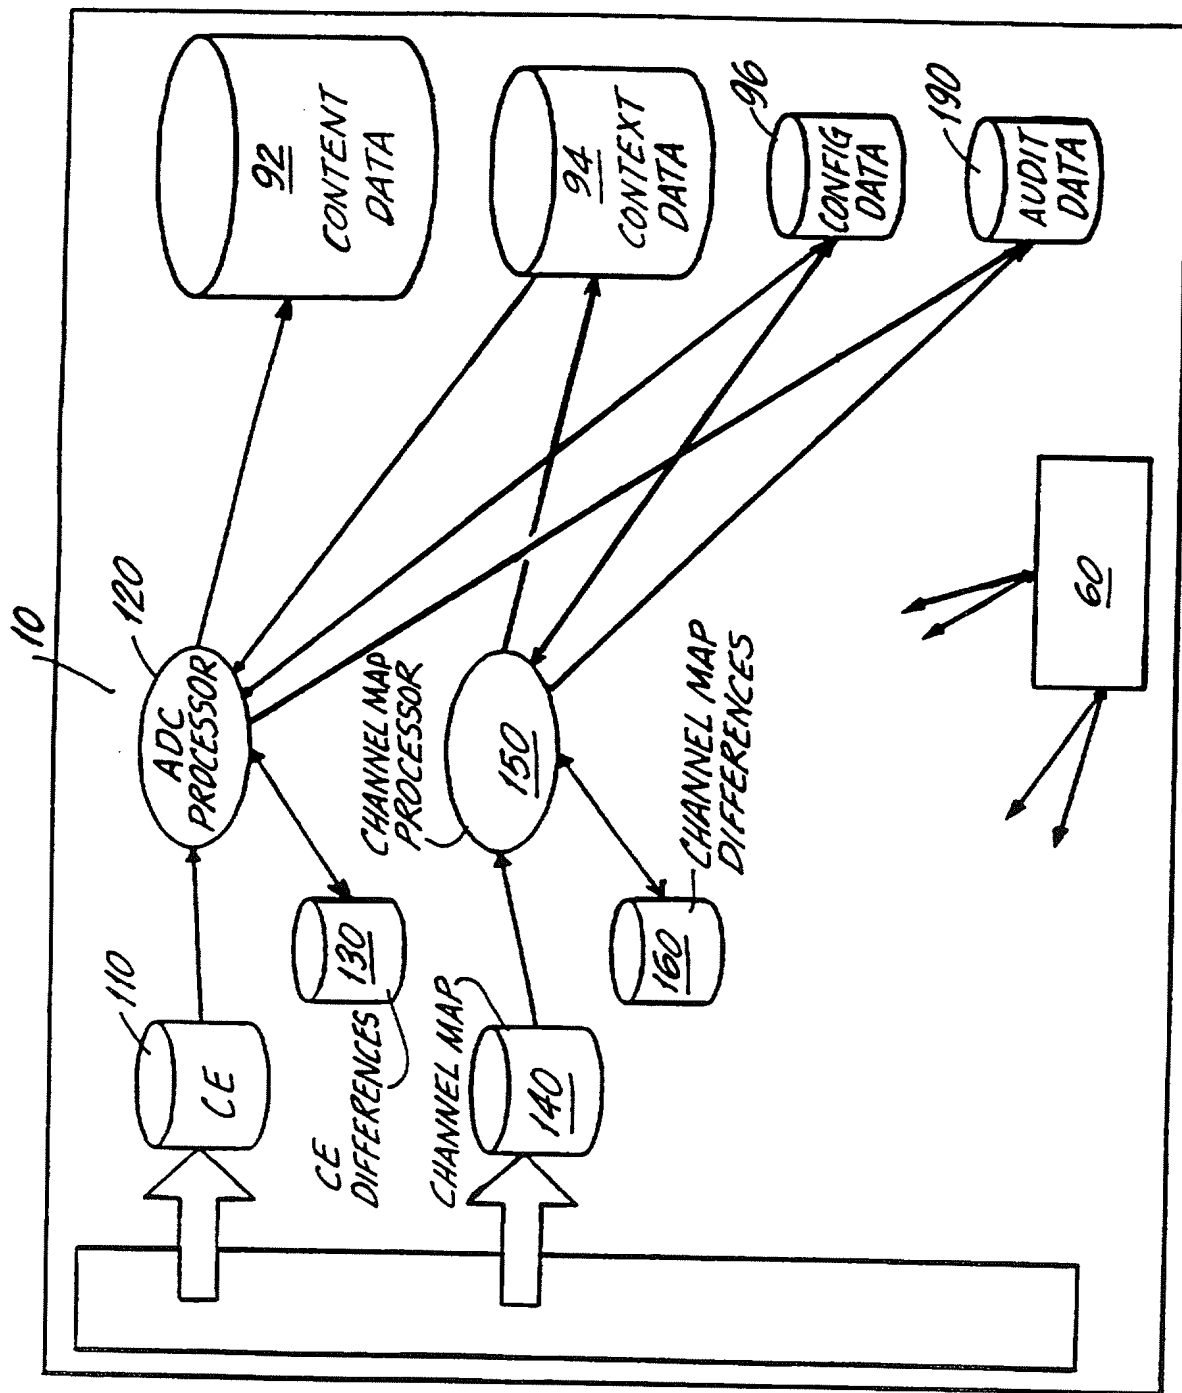 10
120
ADC
PROCESSOR
92
CONTENT
DATA
110
CE
130
CE
DIFFERENCES
94
CONTEXT
DATA
CHANNEL MAP
PROCESSOR
150
CHANNEL MAP
140
160
CHANNEL MAP
DIFFERENCES
96
CONFIG
DATA
190
AUDIT
DATA
60